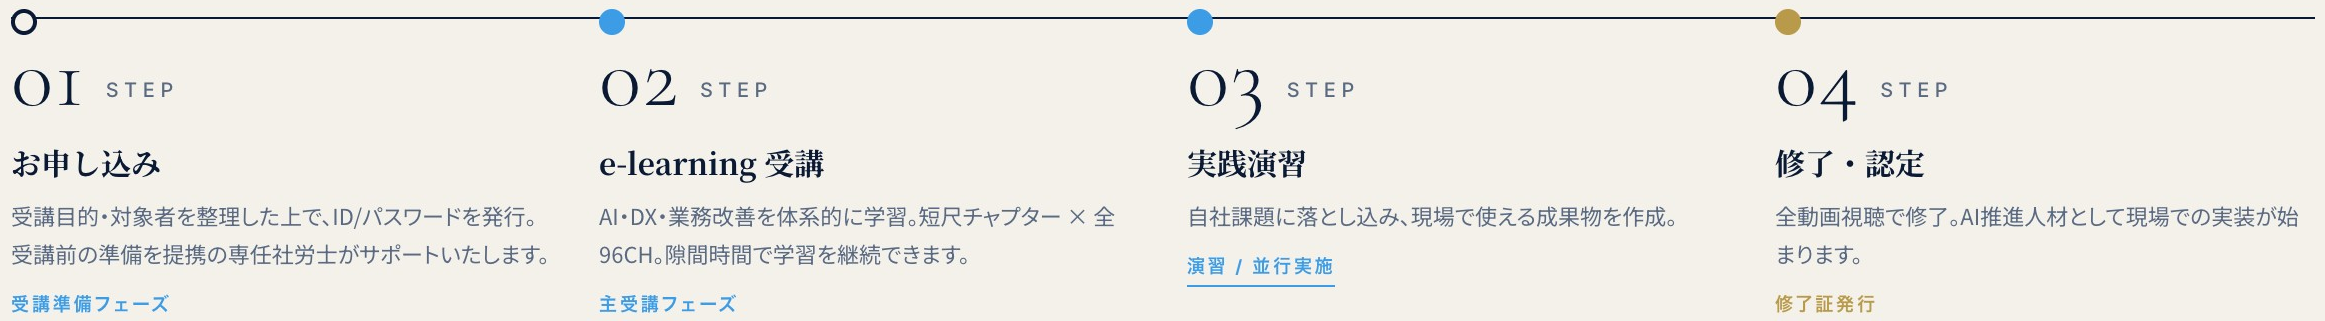 01 STEP
お申し込み
受講目的・対象者を整理した上で、ID/パスワードを発行。
受講前の準備を提携の専任社労士がサポートいたします。
受講準備フェーズ
02 STEP
e-learning 受講
AI・DX・業務改善を体系的に学習。短尺チャプター × 全
96CH。隙間時間で学習を継続できます。
主受講フェーズ
03 STEP
実践演習
自社課題に落とし込み、現場で使える成果物を作成。
演習 / 並行実施
04 STEP
修了・認定
全動画視聴で修了。AI推進人材として現場での実装が始
まります。
修了証発行